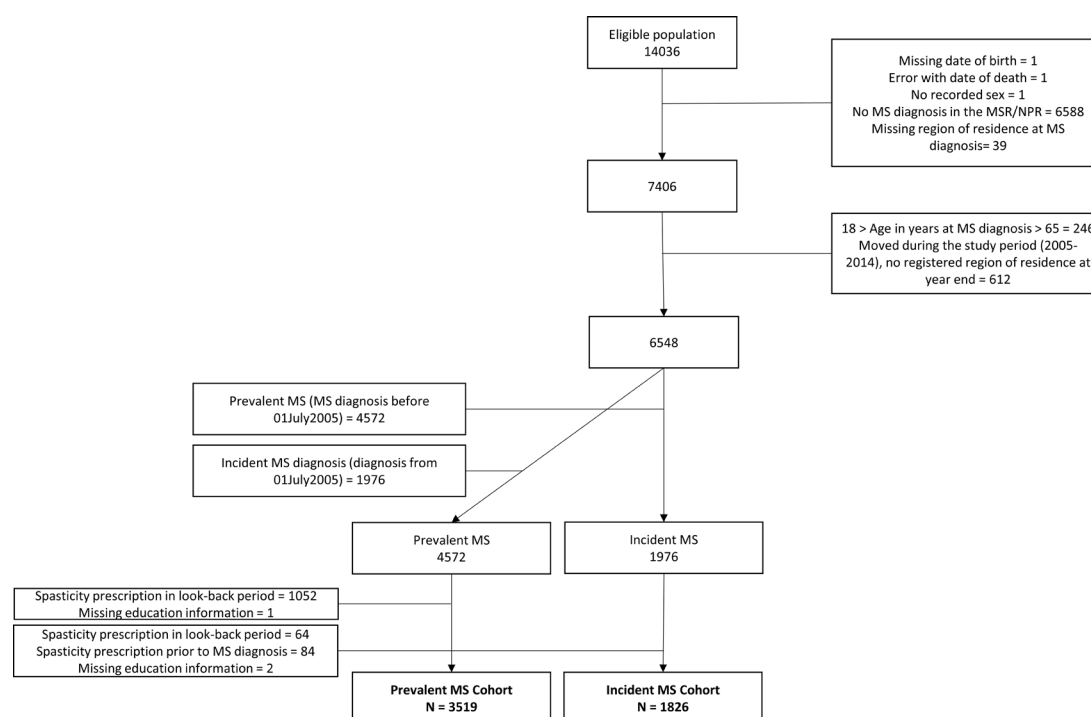 Eligible population
14036
Missing date of birth = 1
Error with date of death = 1
No recorded sex = 1
No MS diagnosis in the MSR/NPR = 6588
Missing region of residence at MS
diagnosis= 39
7406
18 > Age in years at MS diagnosis > 65 = 246
Moved during the study period (2005-
2014), no registered region of residence at
year end = 612
6548
Prevalent MS (MS diagnosis before
01July2005) = 4572
Incident MS diagnosis (diagnosis from
01July2005) = 1976
Prevalent MS
4572
Incident MS
1976
Spasticity prescription in look-back period = 1052
Missing education information = 1
Spasticity prescription in look-back period = 64
Spasticity prescription prior to MS diagnosis = 84
Missing education information = 2
Prevalent MS Cohort
N = 3519
Incident MS Cohort
N = 1826